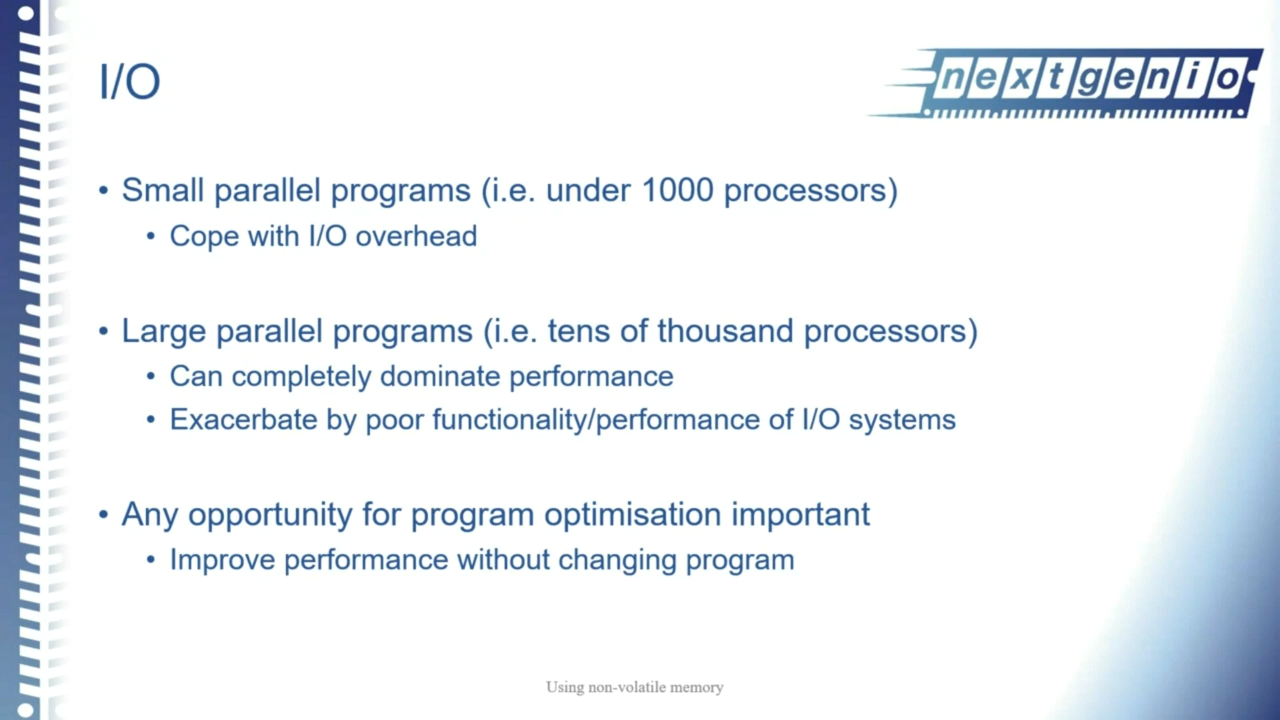 I/O
nextgenio
• Small parallel programs (i.e. under 1000 processors)
• Cope with I/O overhead
• Large parallel programs (i.e. tens of thousand processors)
• Can completely dominate performance
• Exacerbate by poor functionality/performance of I/O systems
• Any opportunity for program optimisation important
• Improve performance without changing program
Using non-volatile memory